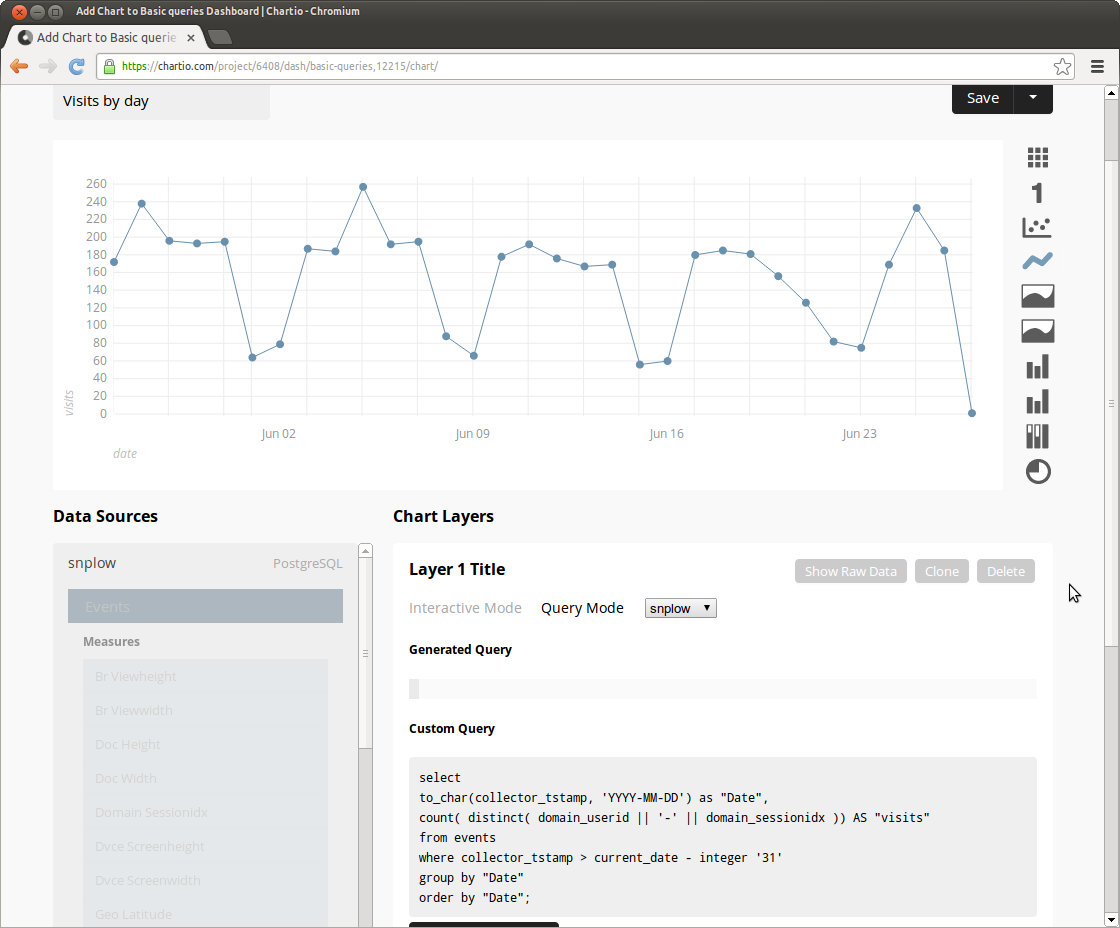 Add Chart to Basic queries Dashboard | Chartio - Chromium
Add Chart to Basic querie
https://chartio.com/project/6408/dash/basic-queries,12215/chart/
Visits by day
Save
260
240
220
200
180
160
140
120
100
80
60
40
20
0
visits
Jun 02 Jun 09 Jun 16 Jun 23
date
1
Data Sources
Chart Layers
snplow PostgreSQL
Events
Measures
Br Viewheight
Br Viewwidth
Doc Height
Doc Width
Domain Sessionidx
Dvce Screenheight
Dvce Screenwidth
Geo Latitude
Layer 1 Title
Show Raw Data Clone Delete
Interactive Mode Query Mode snplow
Generated Query
Custom Query
select
to_char(collector_tstamp, 'YYYY-MM-DD') as "Date",
count( distinct( domain_userid || '-' || domain_sessionidx )) AS "visits"
from events
where collector_tstamp > current_date - integer '31'
group by "Date"
order by "Date";